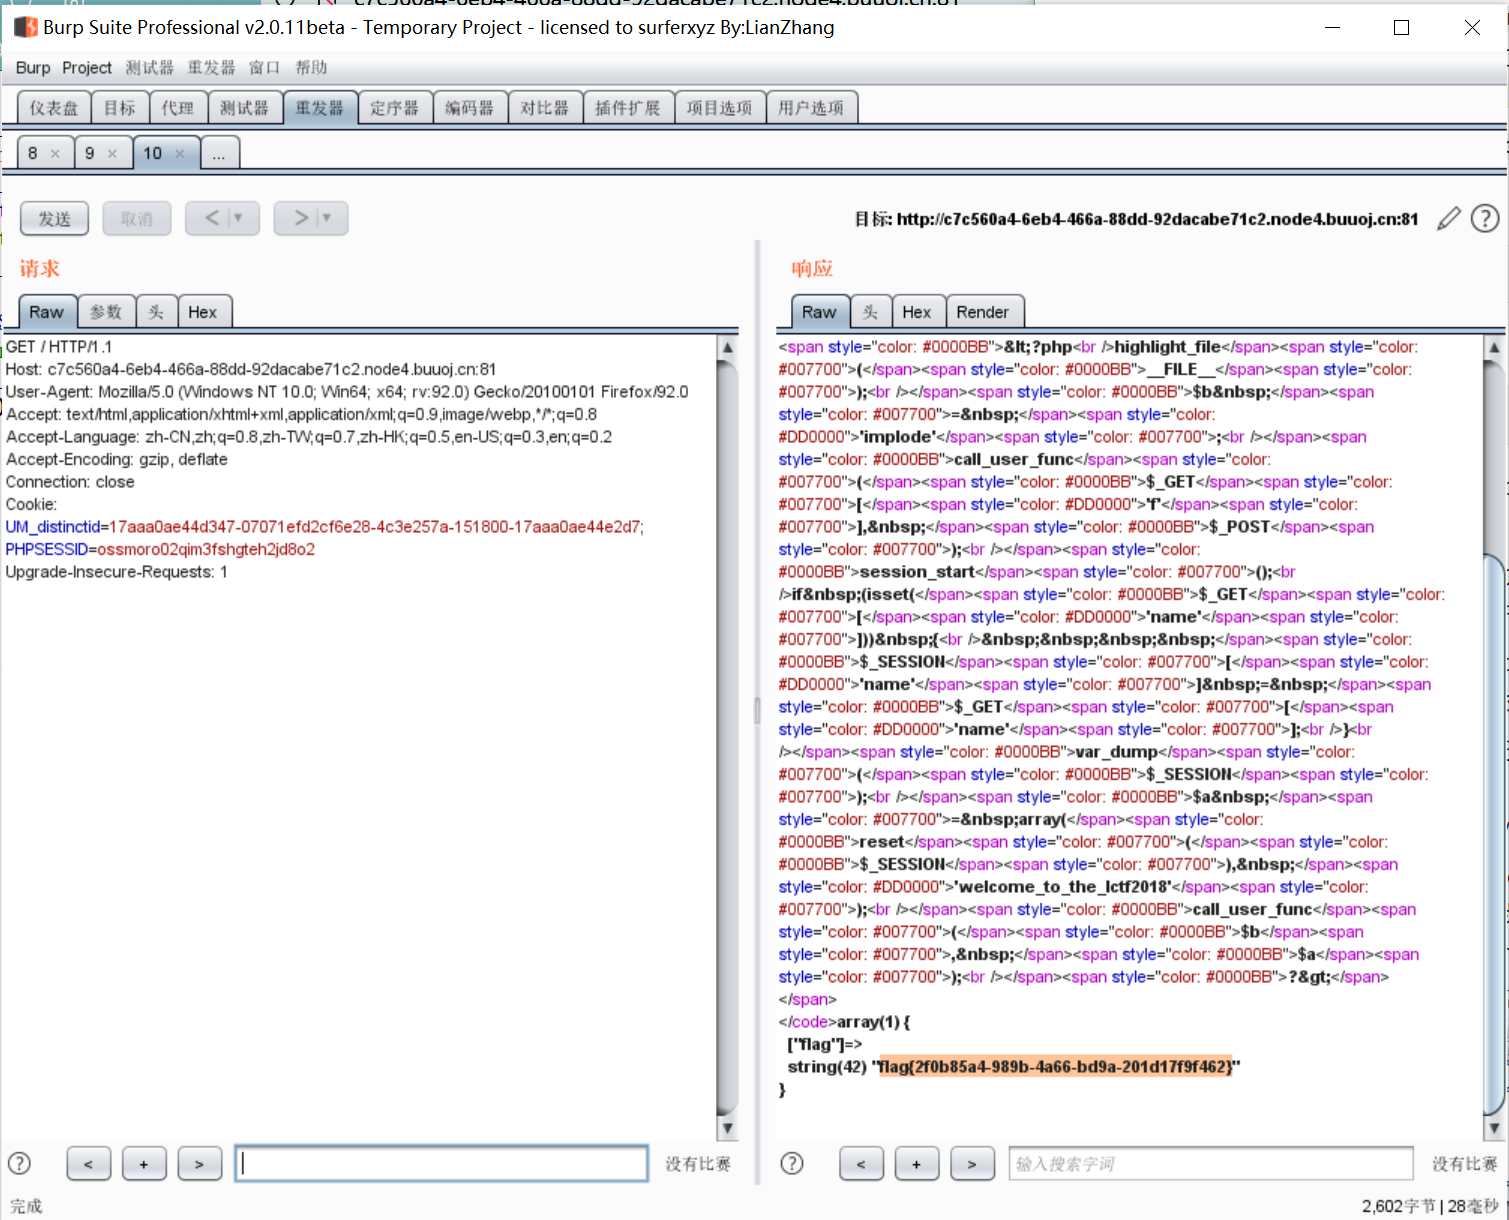 c7c560a4-6eb4-466a-88dd-92dacabe71c2.node4.buuoj.cn:81
Burp Suite Professional v2.0.11beta - Temporary Project - licensed to surferxyz By:LianZhang
Burp Project 测试器 重发器 窗口 帮助
仪表盘 目标 代理 测试器 重发器 定序器 编码器 对比器 插件扩展 项目选项 用户选项
8 × 9 × 10 × ...
发送 取消 < ▼ > ▼ 目标: http://c7c560a4-6eb4-466a-88dd-92dacabe71c2.node4.buuoj.cn:81 ?
请求
Raw 参数 头 Hex
GET / HTTP/1.1
Host: c7c560a4-6eb4-466a-88dd-92dacabe71c2.node4.buuoj.cn:81
User-Agent: Mozilla/5.0 (Windows NT 10.0; Win64; x64; rv:92.0) Gecko/20100101 Firefox/92.0
Accept: text/html,application/xhtml+xml,application/xml;q=0.9,image/webp,*/*;q=0.8
Accept-Language: zh-CN,zh;q=0.8,zh-TW;q=0.7,zh-HK;q=0.5,en-US;q=0.3,en;q=0.2
Accept-Encoding: gzip, deflate
Connection: close
Cookie:
UM_distinctid=17aaa0ae44d347-07071efd2cf6e28-4c3e257a-151800-17aaa0ae44e2d7;
PHPSESSID=ossmoro02qim3fshgteh2jd8o2
Upgrade-Insecure-Requests: 1
? < + > 没有比赛
响应
Raw 头 Hex Render
<span style="color: #0000BB">&lt;?php<br />highlight_file</span><span style="color:
#007700">(</span><span style="color: #0000BB">__FILE__</span><span style="color:
#007700">);<br /></span><span style="color: #0000BB">$b&nbsp;</span><span
style="color: #007700">=&nbsp;</span><span style="color:
#DD0000">'implode'</span><span style="color: #007700">;<br /></span><span
style="color: #0000BB">call_user_func</span><span style="color:
#007700">(</span><span style="color: #0000BB">$_GET</span><span style="color:
#007700">[</span><span style="color: #DD0000">'f'</span><span style="color:
#007700">],&nbsp;</span><span style="color: #0000BB">$_POST</span><span
style="color: #007700">);<br /></span><span style="color:
#0000BB">session_start</span><span style="color: #007700">();<br
/>if&nbsp;(isset(</span><span style="color: #0000BB">$_GET</span><span style="color:
#007700">[</span><span style="color: #DD0000">'name'</span><span style="color:
#007700">]))&nbsp;{<br />&nbsp;&nbsp;&nbsp;&nbsp;</span><span style="color:
#0000BB">$_SESSION</span><span style="color: #007700">[</span><span style="color:
#DD0000">'name'</span><span style="color: #007700">]&nbsp;=&nbsp;</span><span
style="color: #0000BB">$_GET</span><span style="color: #007700">[</span><span
style="color: #DD0000">'name'</span><span style="color: #007700">];<br />}<br
/></span><span style="color: #0000BB">var_dump</span><span style="color:
#007700">(</span><span style="color: #0000BB">$_SESSION</span><span style="color:
#007700">);<br /></span><span style="color: #0000BB">$a&nbsp;</span><span
style="color: #007700">=&nbsp;array(</span><span style="color:
#0000BB">reset</span><span style="color: #007700">(</span><span style="color:
#0000BB">$_SESSION</span><span style="color: #007700">),&nbsp;</span><span
style="color: #DD0000">'welcome_to_the_lctf2018'</span><span style="color:
#007700">);<br /></span><span style="color: #0000BB">call_user_func</span><span
style="color: #007700">(</span><span style="color: #0000BB">$b</span><span
style="color: #007700">,&nbsp;</span><span style="color: #0000BB">$a</span><span
style="color: #007700">);<br /></span><span style="color: #0000BB">?&gt;</span>
</span>
</code>array(1) {
["flag"]=>
string(42) "flag{2f0b85a4-989b-4a66-bd9a-201d17f9f462}"
}
? < + > 输入搜索字词 没有比赛
完成 2,602字节 | 28毫秒